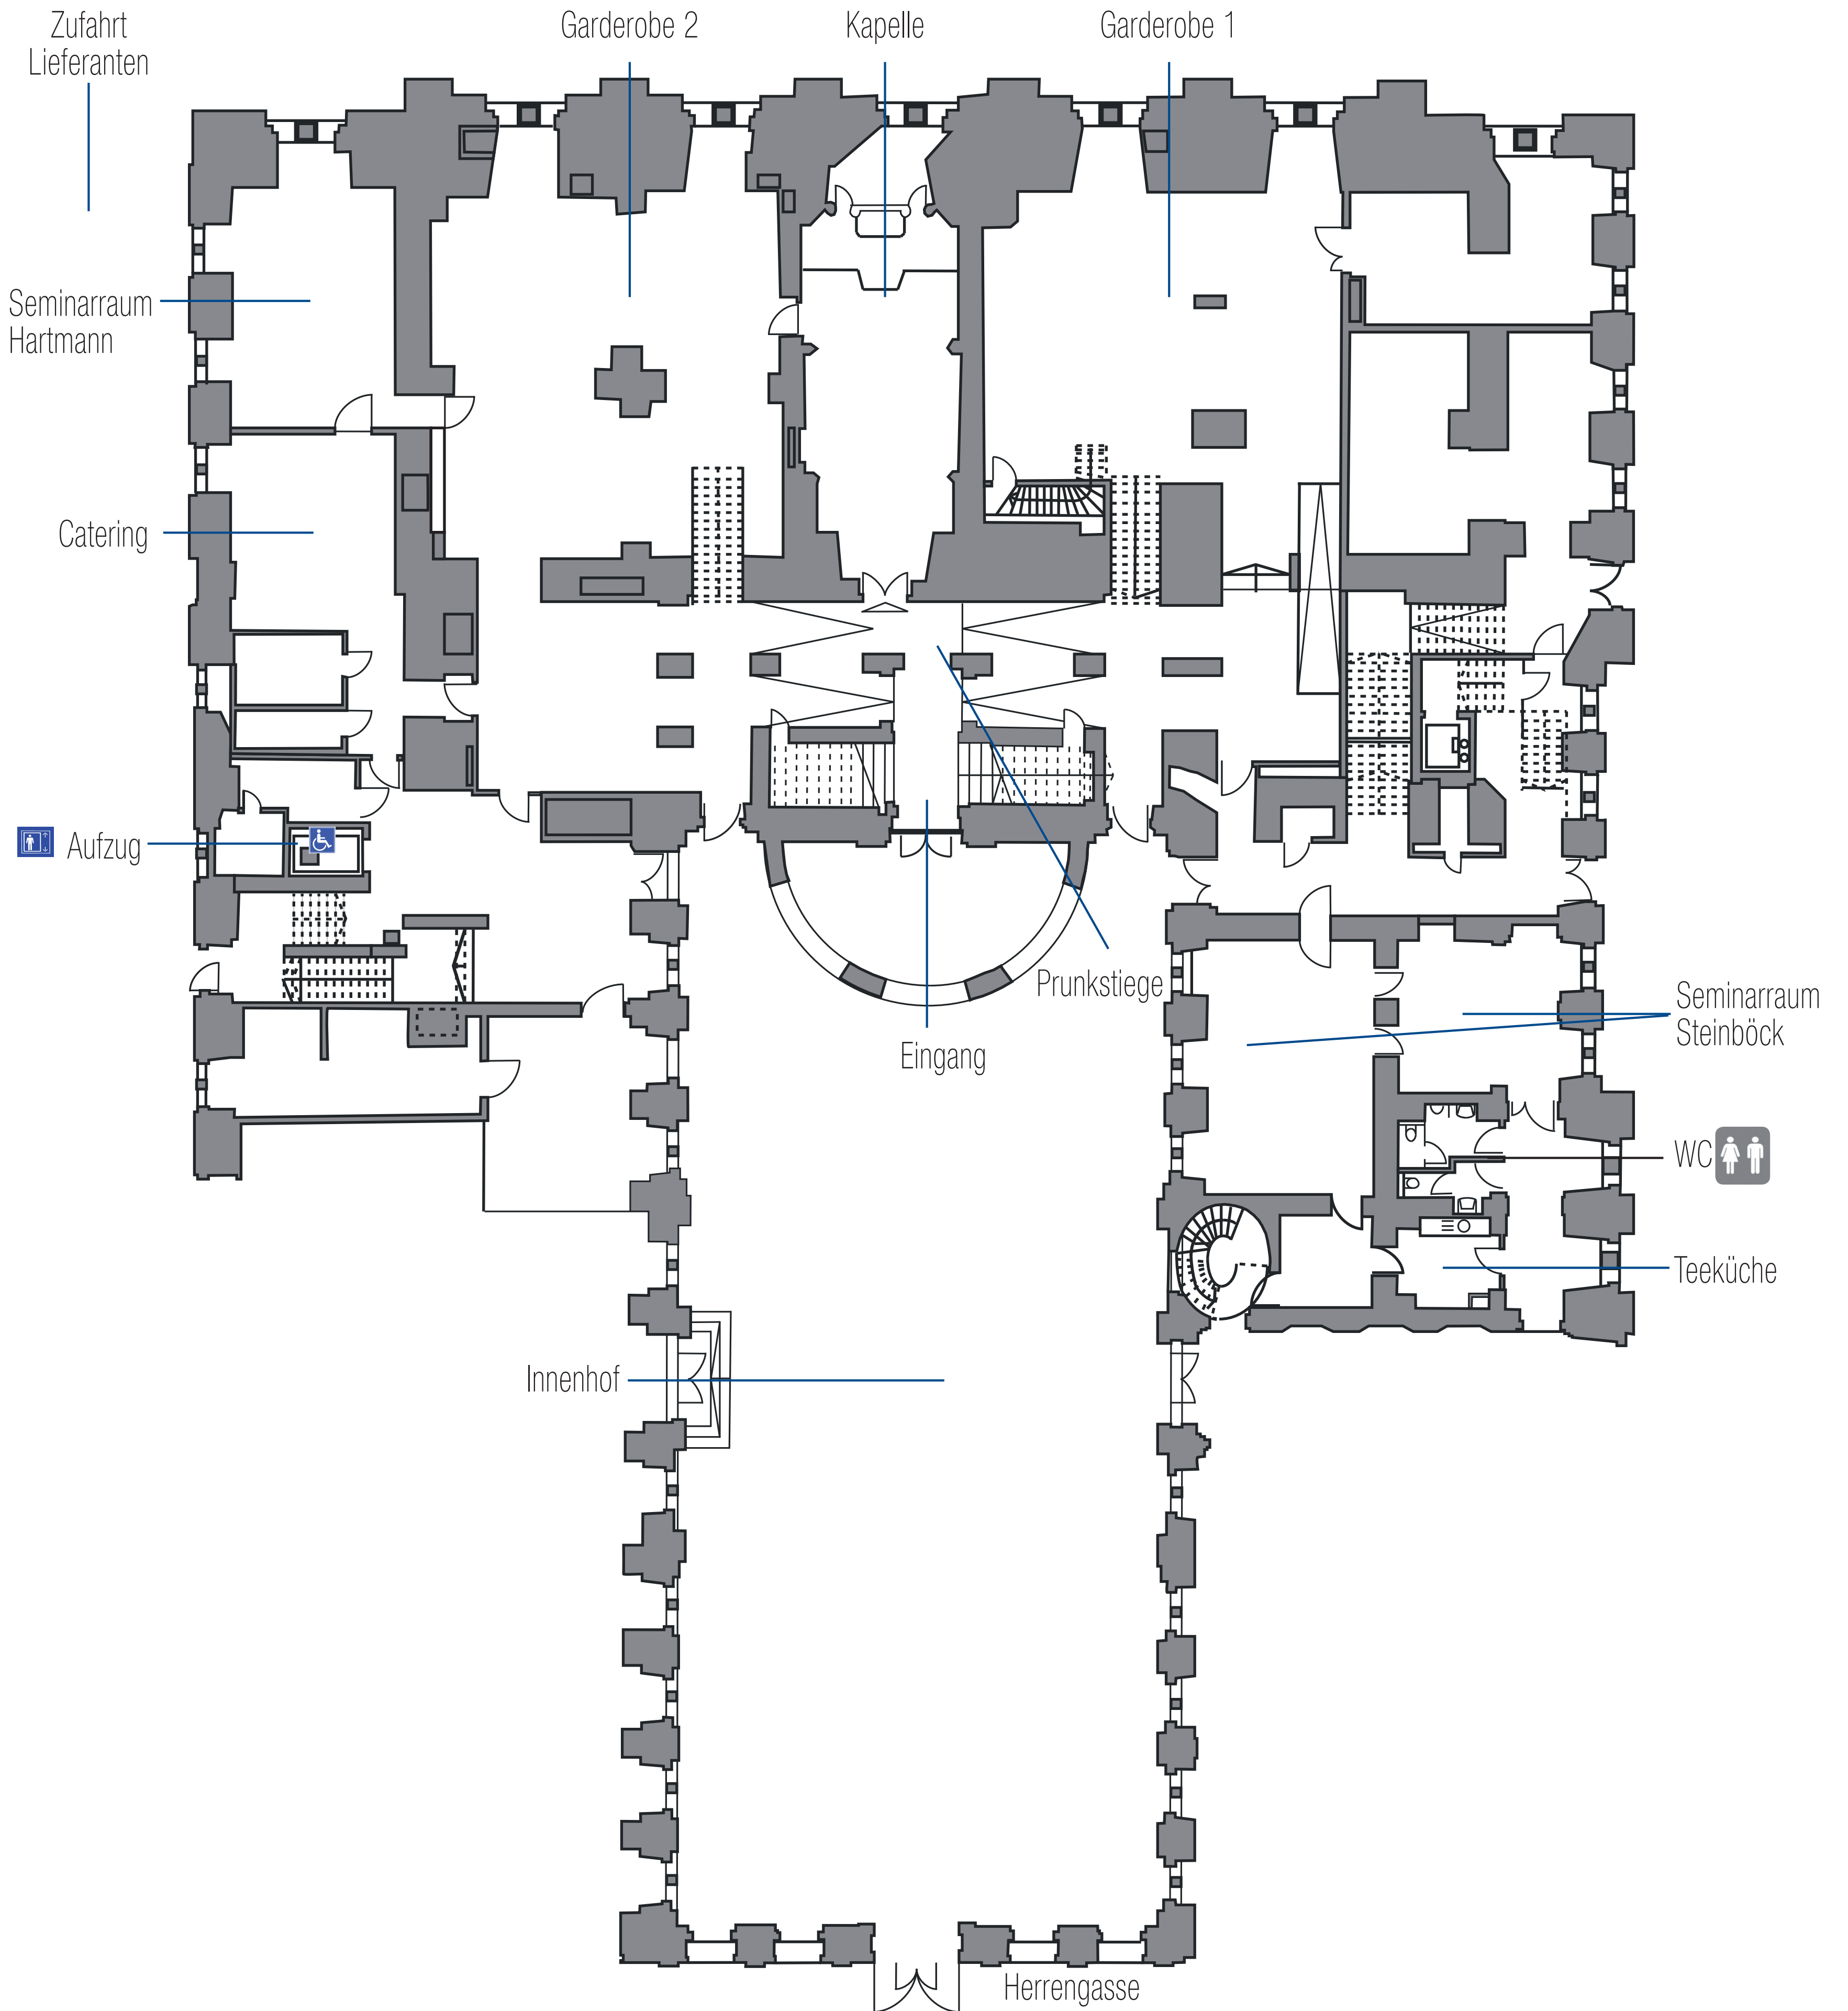 Zufahrt
Lieferanten
Garderobe 2
Kapelle
Garderobe 1
Seminarraum
Hartmann
Catering
Aufzug
Prunkstiege
Eingang
Seminarraum
Steinböck
WC
Teeküche
Innenhof
Herrengasse